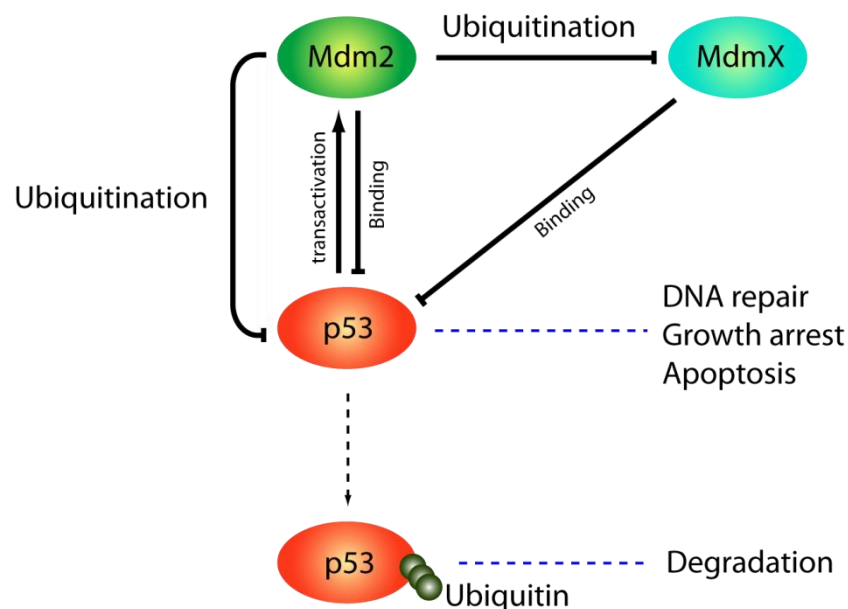 Ubiquitination
Mdm2
MdmX
transactivation
Binding
Binding
Ubiquitination
p53
DNA repair
Growth arrest
Apoptosis
p53
Ubiquitin
Degradation